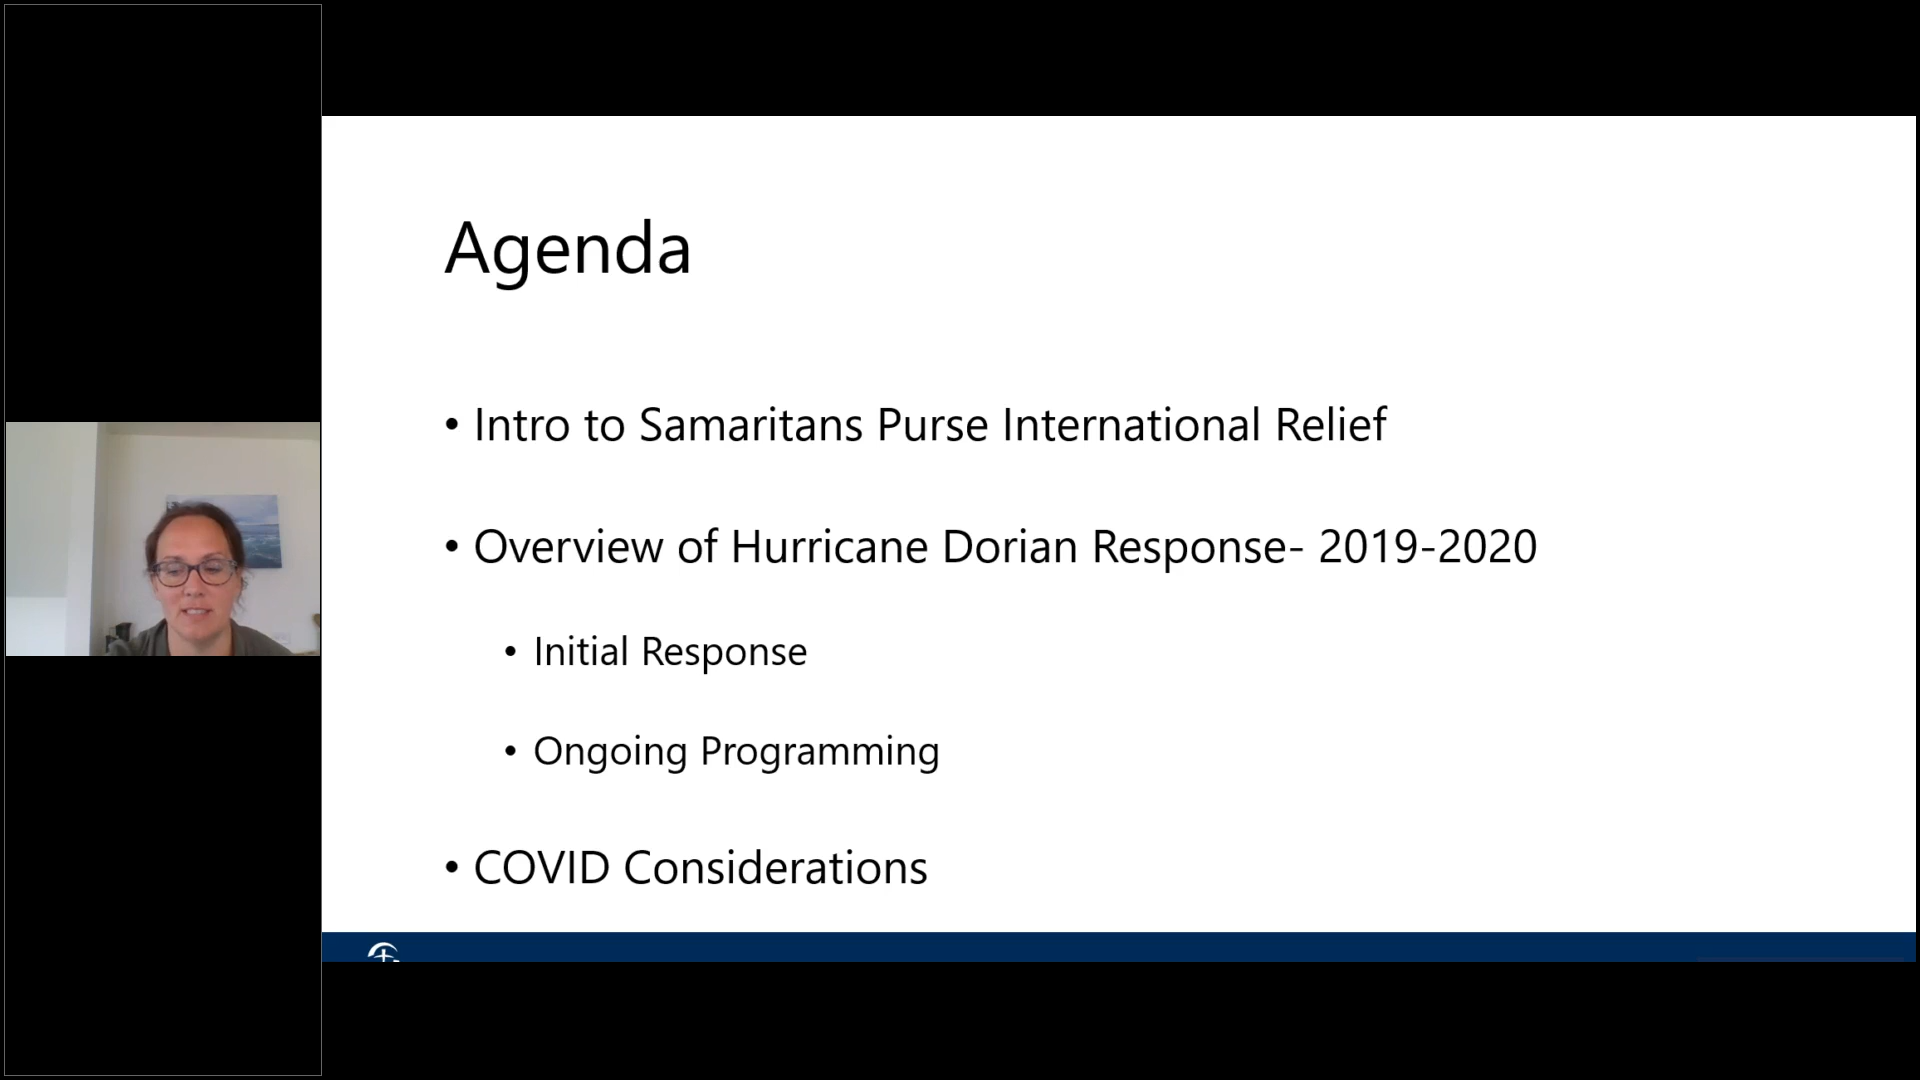 Agenda
• Intro to Samaritans Purse International Relief
• Overview of Hurricane Dorian Response- 2019-2020
• Initial Response
• Ongoing Programming
• COVID Considerations